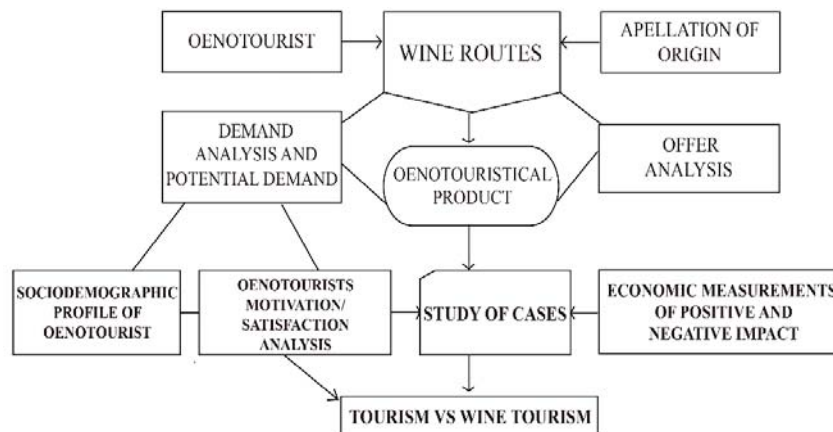 OENOTOURIST
WINE ROUTES
APELLATION OF
ORIGIN
DEMAND
ANALYSIS AND
POTENTIAL DEMAND
OENOTOURISTICAL
PRODUCT
OFFER
ANALYSIS
SOCIODEMOGRAPHIC
PROFILE OF
OENOTOURIST
OENOTOURISTS
MOTIVATION/
SATISFACTION
ANALYSIS
STUDY OF CASES
ECONOMIC MEASUREMENTS
OF POSITIVE AND
NEGATIVE IMPACT
TOURISM VS WINE TOURISM